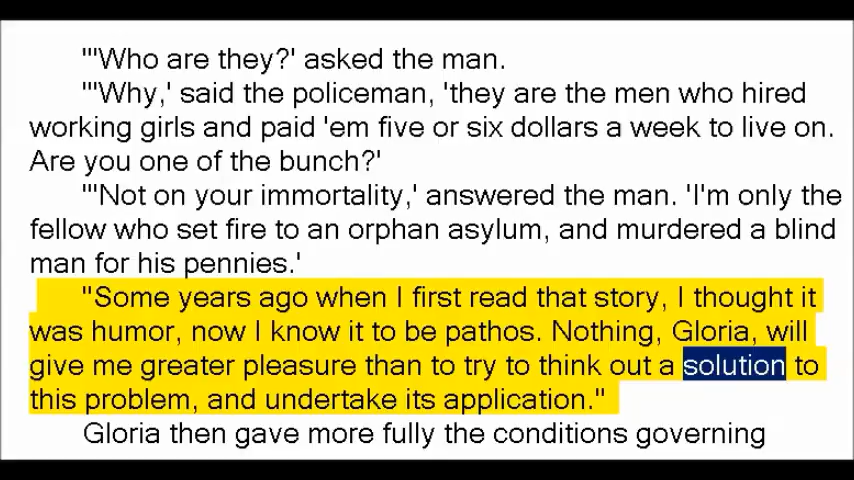 "'Who are they?' asked the man.
"'Why,' said the policeman, 'they are the men who hired
working girls and paid 'em five or six dollars a week to live on.
Are you one of the bunch?'
"'Not on your immortality,' answered the man. 'I'm only the
fellow who set fire to an orphan asylum, and murdered a blind
man for his pennies.'
"Some years ago when I first read that story, I thought it
was humor, now I know it to be pathos. Nothing, Gloria, will
give me greater pleasure than to try to think out a solution to
this problem, and undertake its application."
Gloria then gave more fully the conditions governing